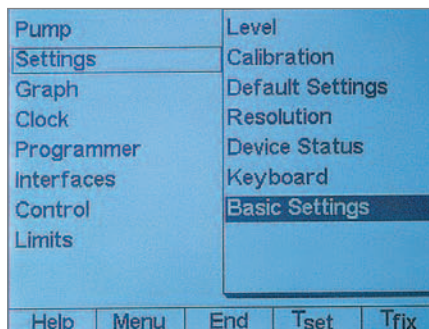 Pump
Settings
Graph
Clock
Programmer
Interfaces
Control
Limits
Level
Calibration
Default Settings
Resolution
Device Status
Keyboard
Basic Settings
Help Menu End Tset Tfix